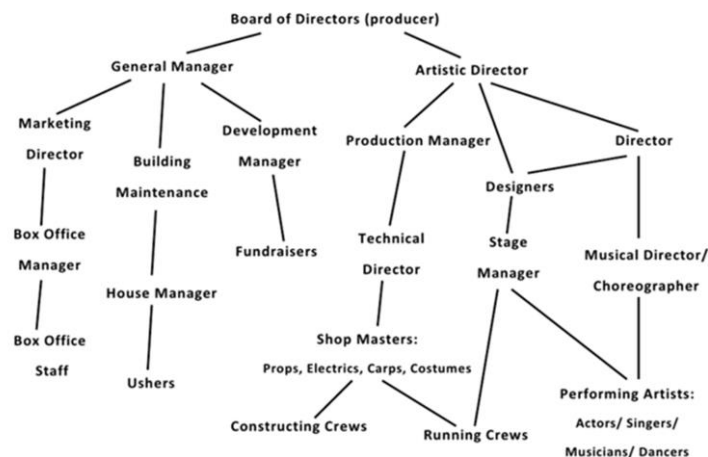 Board of Directors (producer)
General Manager
Artistic Director
Marketing
Director
Building
Maintenance
Development
Manager
Production Manager
Director
Designers
Box Office
Manager
Fundraisers
Technical
Director
Stage
Manager
Musical Director/
Choreographer
House Manager
Box Office
Staff
Ushers
Shop Masters:
Props, Electrics, Carps, Costumes
Constructing Crews
Running Crews
Performing Artists:
Actors/ Singers/
Musicians/ Dancers